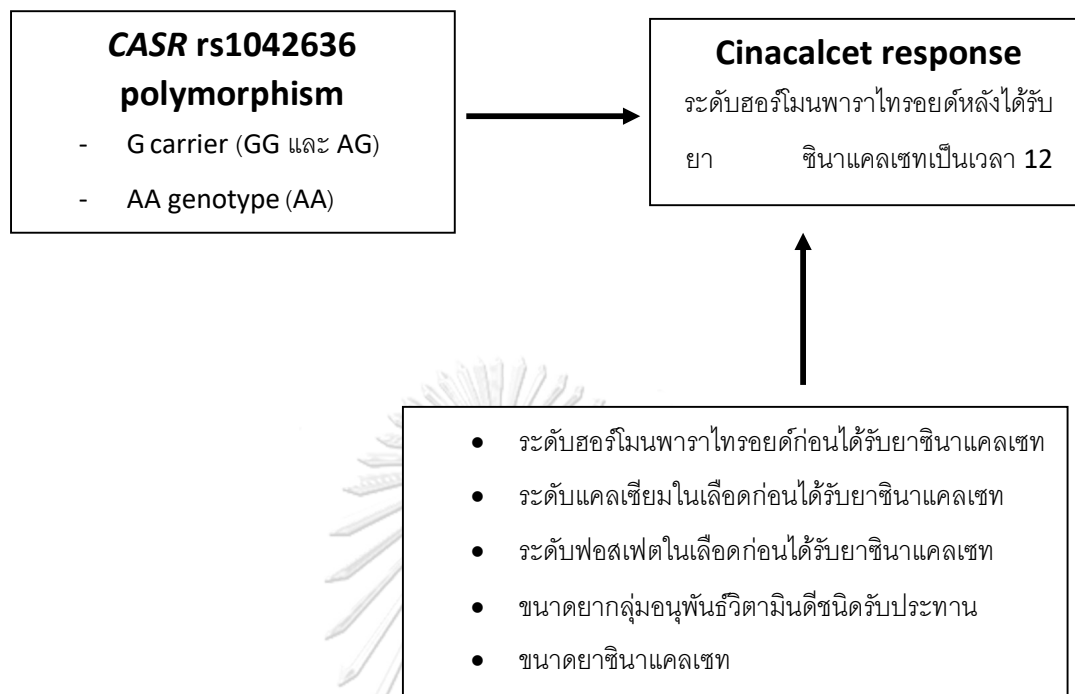 CASR rs1042636
polymorphism
- G carrier (GG และ AG)
- AA genotype (AA)
Cinacalcet response
ระดับฮอร์โมนพาราไทรอยด์หลังได้รับ
ยา ซินาแคลเซทเป็นเวลา 12
• ระดับฮอร์โมนพาราไทรอยด์ก่อนได้รับยาซินาแคลเซท
• ระดับแคลเซียมในเลือดก่อนได้รับยาซินาแคลเซท
• ระดับฟอสเฟตในเลือดก่อนได้รับยาซินาแคลเซท
• ขนาดยากลุ่มอนุพันธ์วิตามินดีชนิดรับประทาน
• ขนาดยาซินาแคลเซท